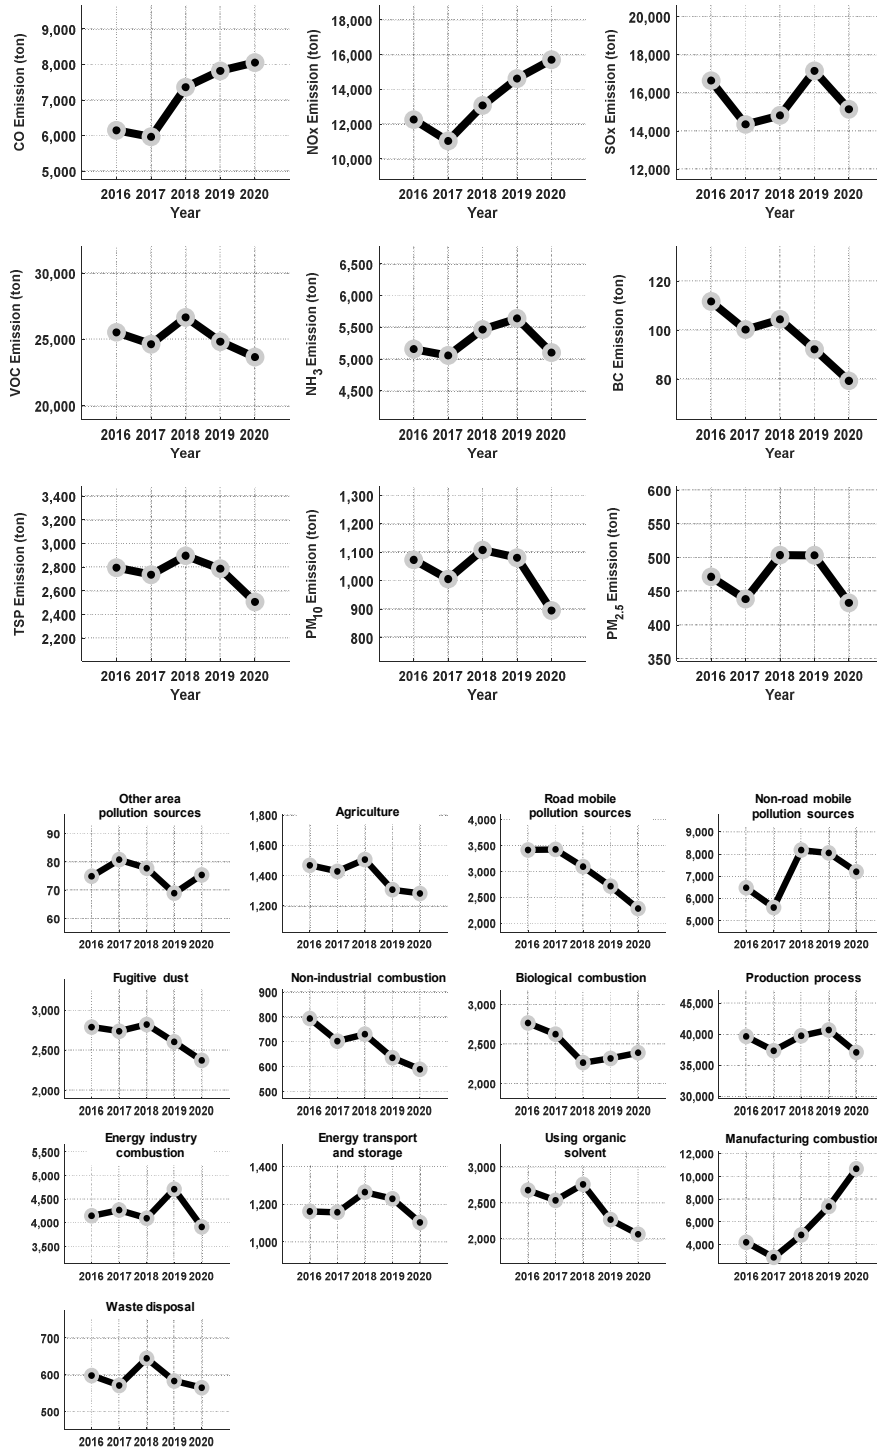 CO Emission (ton)
9,000
8,000
7,000
6,000
5,000
2016 2017 2018 2019 2020
Year
NOx Emission (ton)
18,000
16,000
14,000
12,000
10,000
2016 2017 2018 2019 2020
Year
SOx Emission (ton)
20,000
18,000
16,000
14,000
12,000
2016 2017 2018 2019 2020
Year
VOC Emission (ton)
30,000
25,000
20,000
2016 2017 2018 2019 2020
Year
NH3 Emission (ton)
6,500
6,000
5,500
5,000
4,500
2016 2017 2018 2019 2020
Year
BC Emission (ton)
120
100
80
2016 2017 2018 2019 2020
Year
TSP Emission (ton)
3,400
3,200
3,000
2,800
2,600
2,400
2,200
2016 2017 2018 2019 2020
Year
PM10 Emission (ton)
1,300
1,200
1,100
1,000
900
800
2016 2017 2018 2019 2020
Year
PM2.5 Emission (ton)
600
550
500
450
400
350
2016 2017 2018 2019 2020
Year
Other area
pollution sources
90
80
70
60
2016 2017 2018 2019 2020
Agriculture
1,800
1,600
1,400
1,200
2016 2017 2018 2019 2020
Road mobile
pollution sources
4,000
3,500
3,000
2,500
2,000
2016 2017 2018 2019 2020
Non-road mobile
pollution sources
9,000
8,000
7,000
6,000
5,000
2016 2017 2018 2019 2020
Fugitive dust
3,000
2,500
2,000
2016 2017 2018 2019 2020
Non-industrial combustion
900
800
700
600
500
2016 2017 2018 2019 2020
Biological combustion
3,000
2,500
2,000
2016 2017 2018 2019 2020
Production process
45,000
40,000
35,000
30,000
2016 2017 2018 2019 2020
Energy industry
combustion
5,500
5,000
4,500
4,000
3,500
2016 2017 2018 2019 2020
Energy transport
and storage
1,400
1,200
1,000
2016 2017 2018 2019 2020
Using organic
solvent
3,000
2,500
2,000
2016 2017 2018 2019 2020
Manufacturing combustion
12,000
10,000
8,000
6,000
4,000
2016 2017 2018 2019 2020
Waste disposal
700
600
500
2016 2017 2018 2019 2020